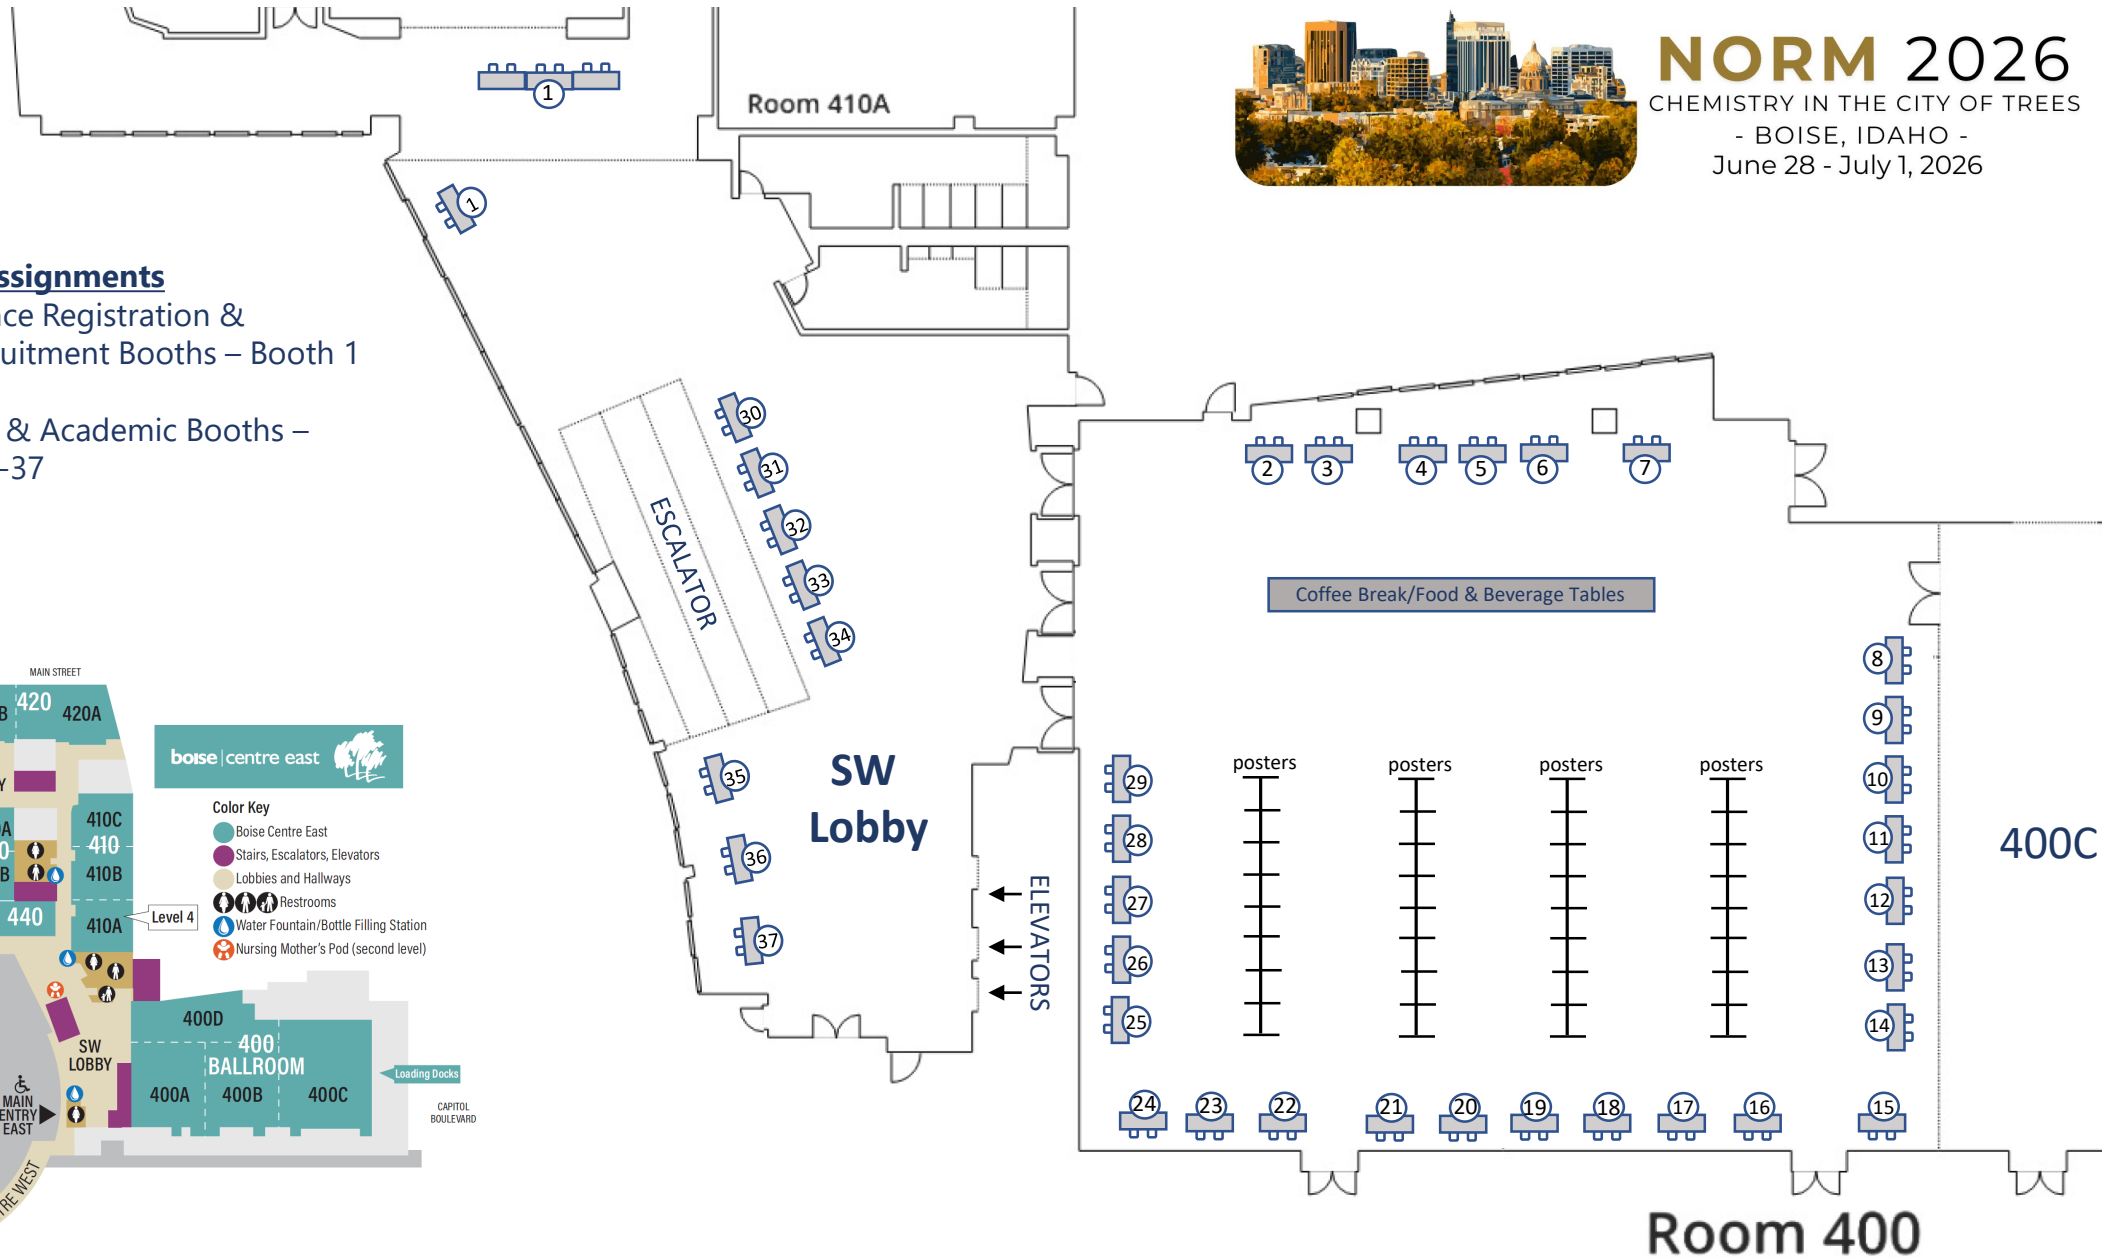 NORM 2026
CHEMISTRY IN THE CITY OF TREES
- BOISE, IDAHO -
June 28 - July 1, 2026
1
Room 410A
1
ssignments
ce Registration &
uitment Booths – Booth 1
& Academic Booths –
-37
30
31
32
33
34
ESCALATOR
35
36
37
SW
Lobby
ELEVATORS
2
3
4
5
6
7
Coffee Break/Food & Beverage Tables
8
9
10
11
12
13
14
posters
posters
posters
posters
29
28
27
26
25
24
23
22
21
20
19
18
17
16
15
400C
Room 400
MAIN STREET
B
420
420A
Y
A
0
B
410C
410
410B
440
410A
Level 4
boise|centre east
Color Key
Boise Centre East
Stairs, Escalators, Elevators
Lobbies and Hallways
Restrooms
Water Fountain/Bottle Filling Station
Nursing Mother's Pod (second level)
400D
400
BALLROOM
400A
400B
400C
SW
LOBBY
MAIN
ENTRY
EAST
Loading Docks
CAPITOL
BOULEVARD
TRE WEST